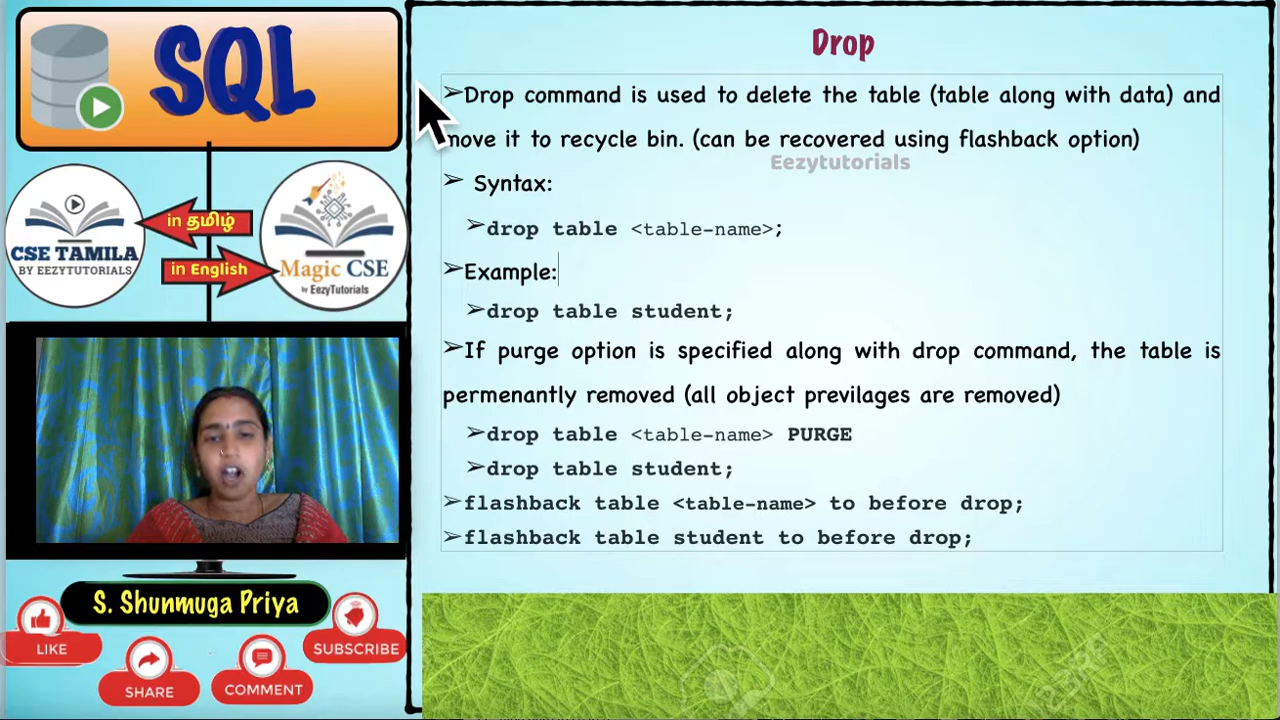 SQL
in தமிழ்
CSE TAMILA
BY EEZYTUTORIALS
in English
Magic CSE
by EezyTutorials
S. Shunmuga Priya
LIKE
SHARE
COMMENT
SUBSCRIBE
Drop
➢Drop command is used to delete the table (table along with data) and
move it to recycle bin. (can be recovered using flashback option)
Eezytutorials
➢ Syntax:
➢drop table <table-name>;
➢Example:
➢drop table student;
➢If purge option is specified along with drop command, the table is
permenantly removed (all object previlages are removed)
➢drop table <table-name> PURGE
➢drop table student;
➢flashback table <table-name> to before drop;
➢flashback table student to before drop;